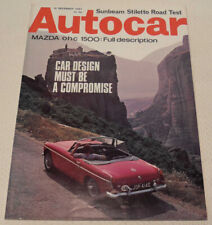 Sunbeam Stiletto Road Test
Autocar
MAZDA ohc 1500: Full description
CAR DESIGN
MUST BE
A COMPROMISE